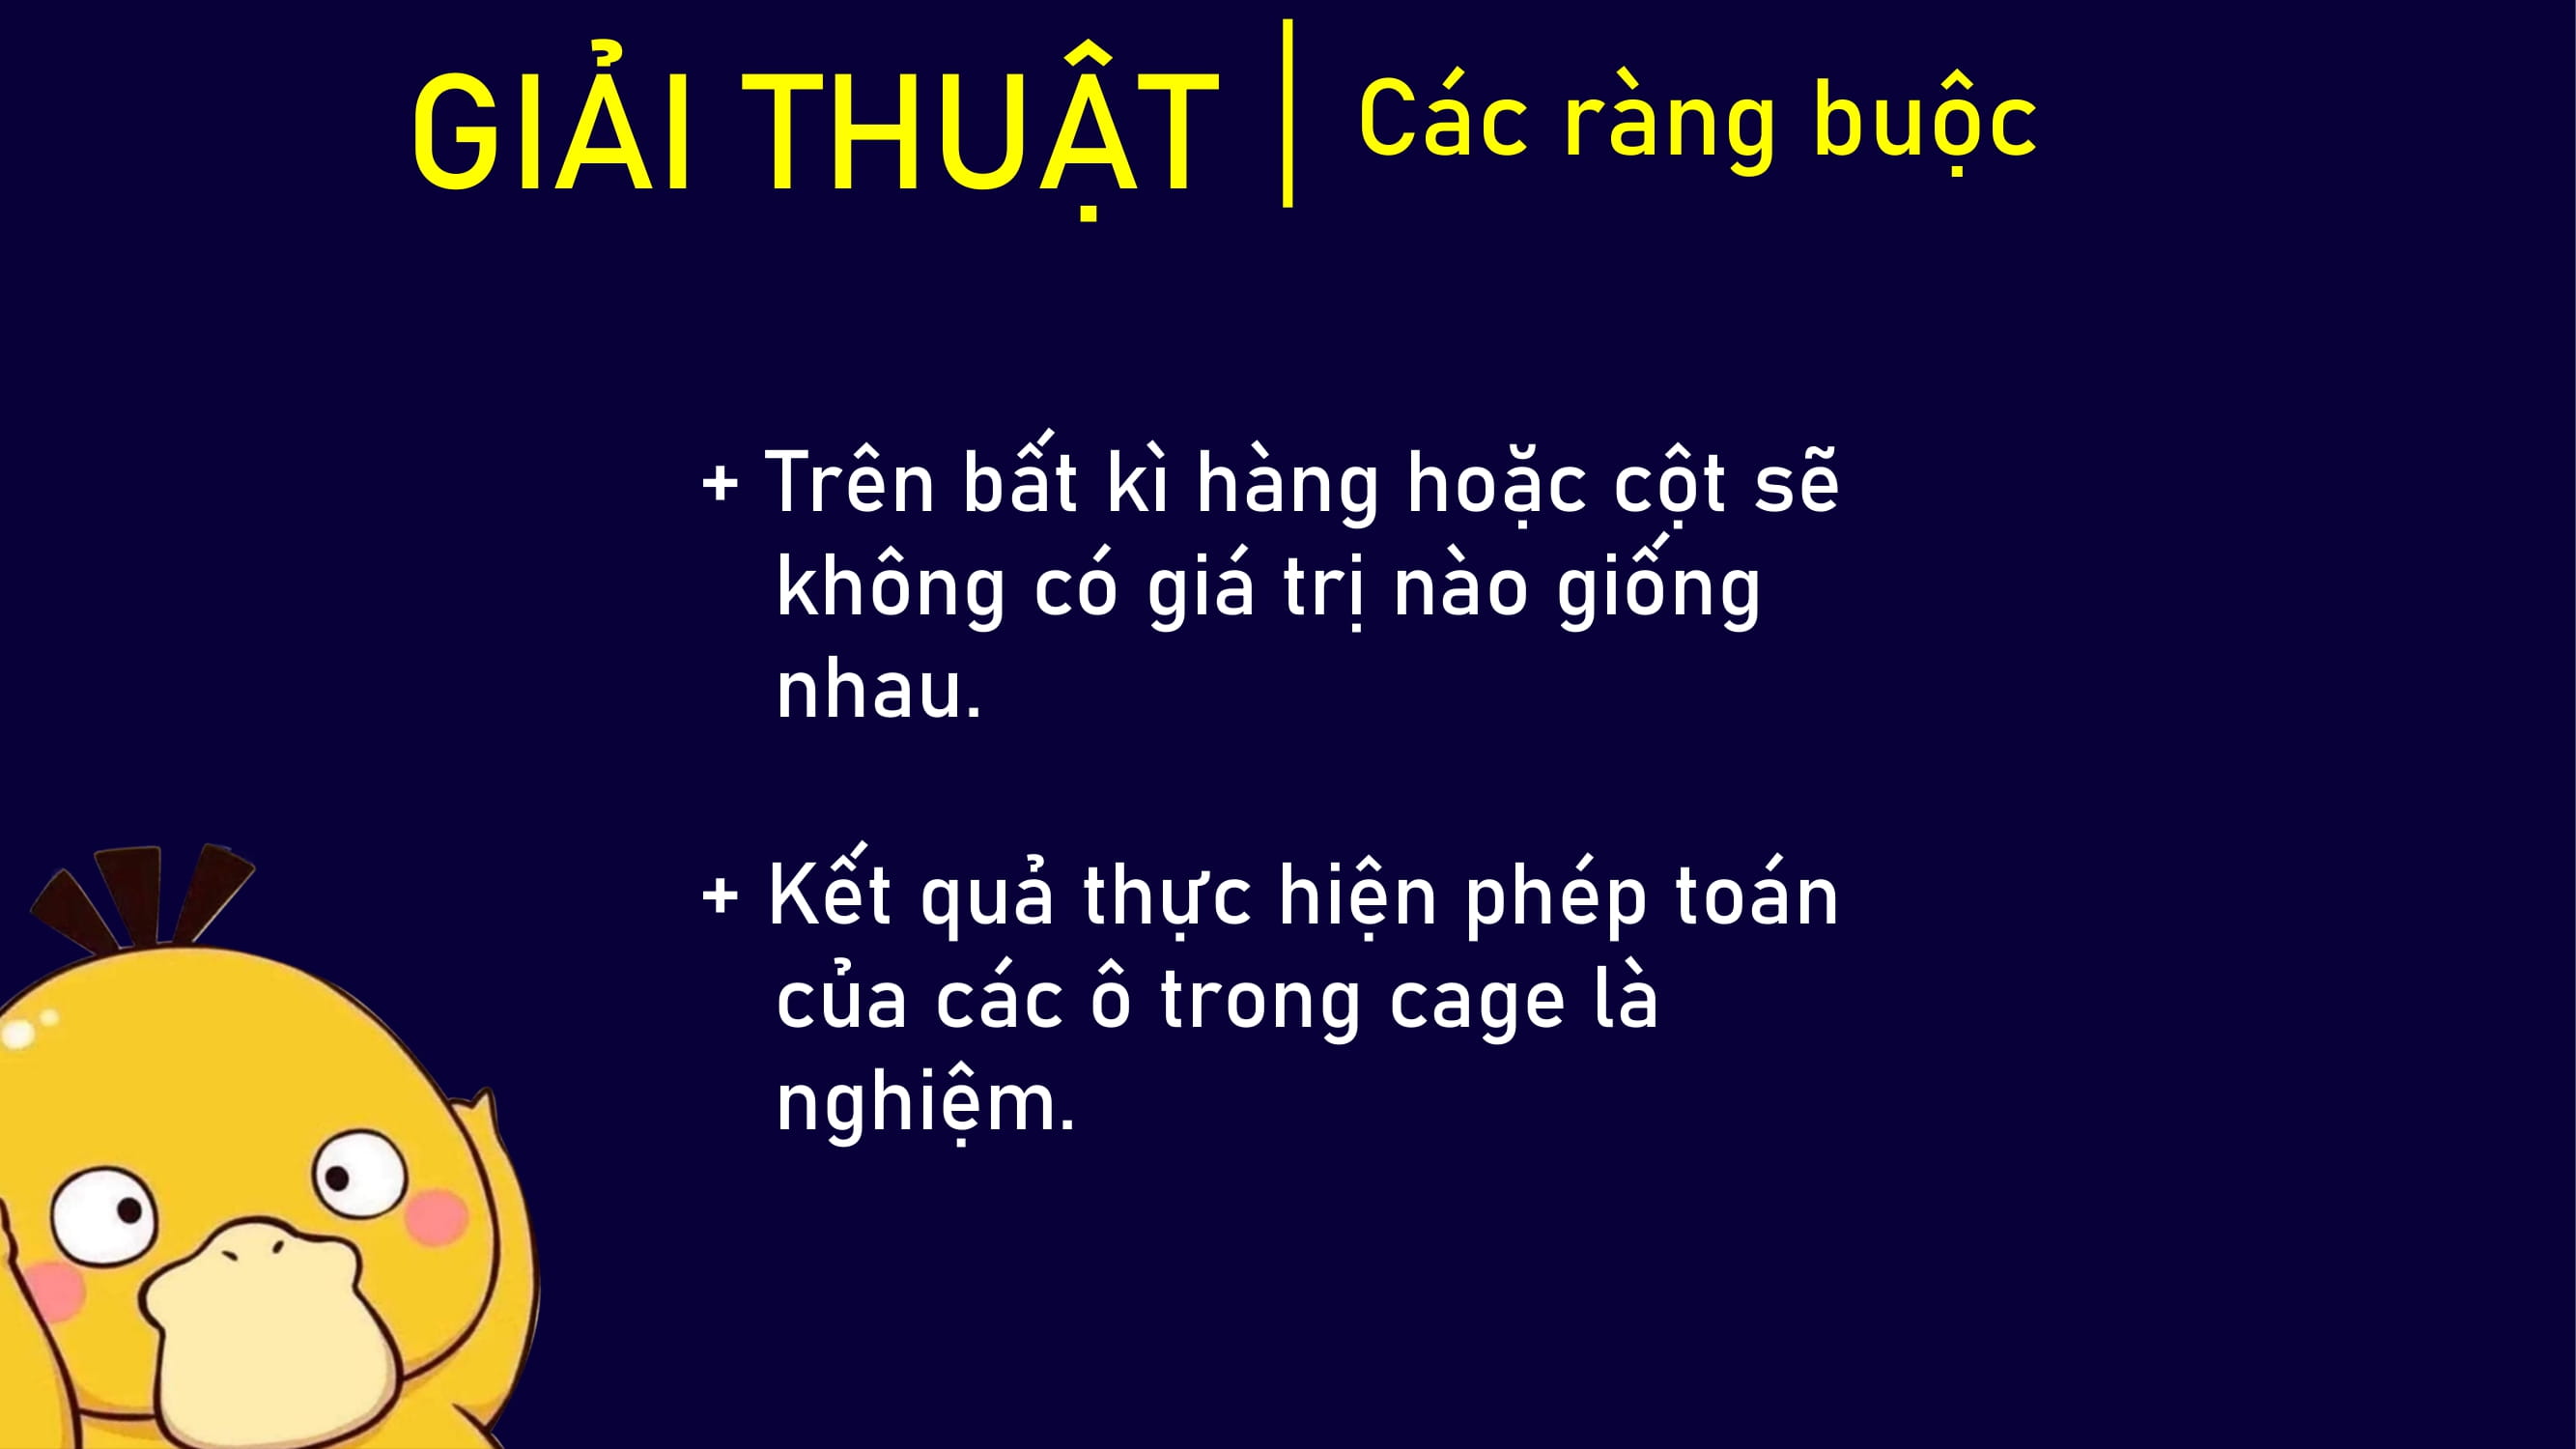 GIẢI THUẬT
Các ràng buộc
+ Trên bất kì hàng hoặc cột sẽ
không có giá trị nào giống
nhau.
+ Kết quả thực hiện phép toán
của các ô trong cage là
nghiệm.